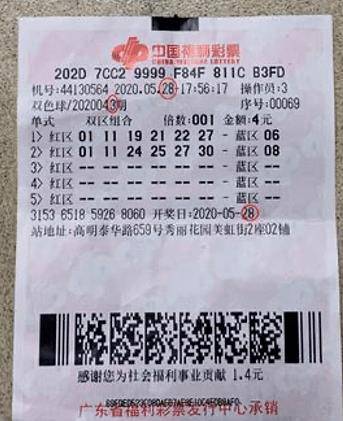 中国福利彩票
CHINA WELFARE LOTTERY
202D 7CC2 9999 F84F 811C B3FD
机号:44130564 2020.05.28-17:56:17 操作员:3
双色球/2020043期 序号:00069
单式 双区组合 倍数:001 金额:4元
1> 红区 01 11 19 21 22 27 - 蓝区 06
2> 红区 01 11 24 25 27 30 - 蓝区 08
3> 红区 -- -- -- -- -- -- - 蓝区 --
4> 红区 -- -- -- -- -- -- - 蓝区 --
5> 红区 -- -- -- -- -- -- - 蓝区 --
3153 6518 5926 8060 开奖日:2020-05-28
站地址:高明泰华路659号秀丽花园美虹街2座02铺
感谢您为社会福利事业贡献 1.4元
广东省福利彩票发行中心承销